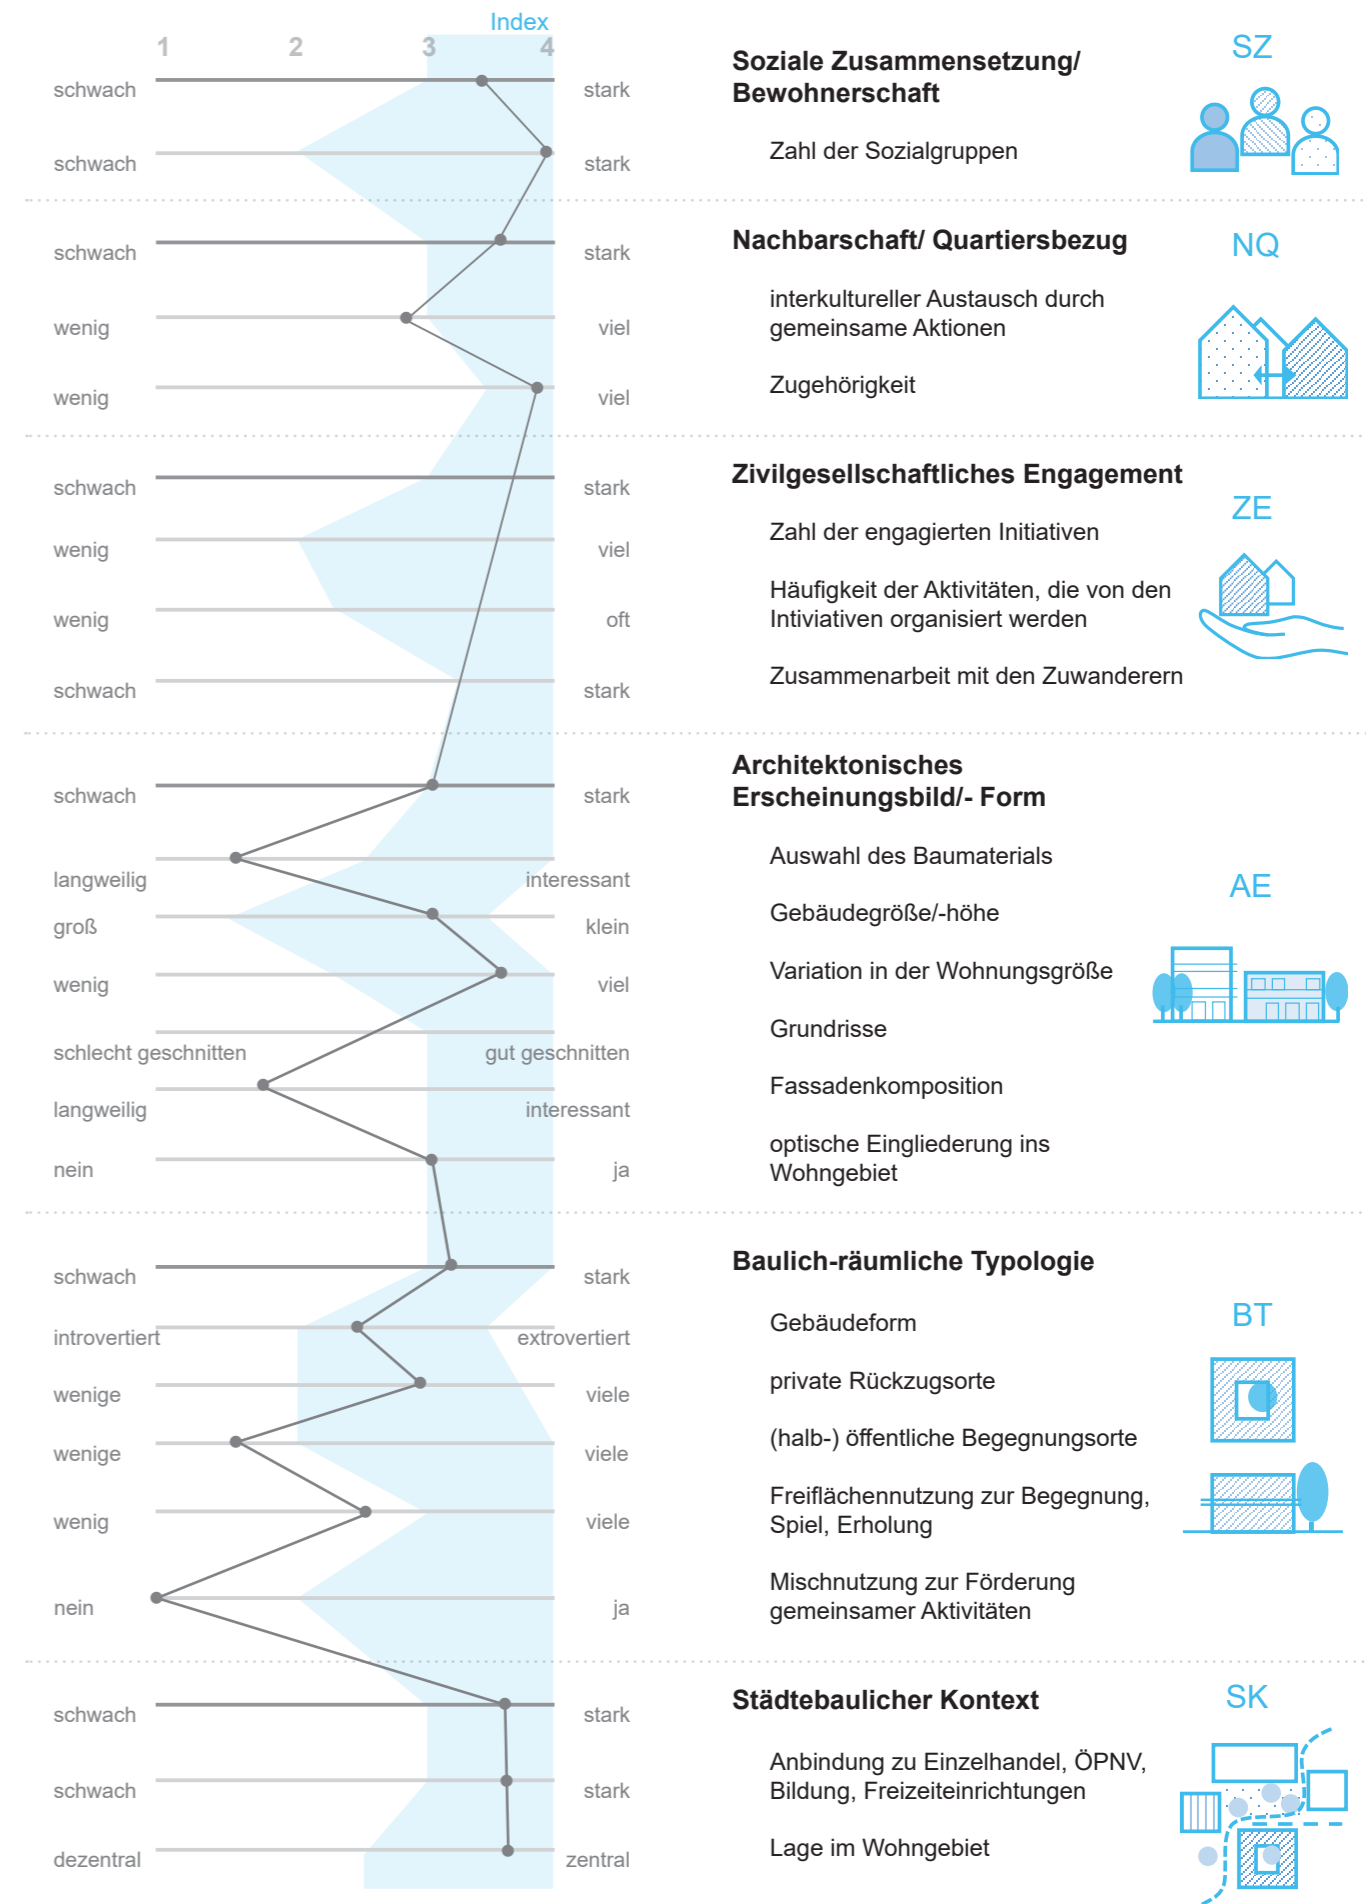 Index
1 2 3 4
schwach stark
Soziale Zusammensetzung/
Bewohnerschaft
SZ
schwach stark
Zahl der Sozialgruppen
schwach stark
Nachbarschaft/ Quartiersbezug
NQ
wenig viel
interkultureller Austausch durch
gemeinsame Aktionen
wenig viel
Zugehörigkeit
schwach stark
Zivilgesellschaftliches Engagement
ZE
wenig viel
Zahl der engagierten Initiativen
wenig oft
Häufigkeit der Aktivitäten, die von den
Intiviativen organisiert werden
schwach stark
Zusammenarbeit mit den Zuwanderern
schwach stark
Architektonisches
Erscheinungsbild/- Form
AE
langweilig interessant
Auswahl des Baumaterials
groß klein
Gebäudegröße/-höhe
wenig viel
Variation in der Wohnungsgröße
schlecht geschnitten gut geschnitten
Grundrisse
langweilig interessant
Fassadenkomposition
nein ja
optische Eingliederung ins
Wohngebiet
schwach stark
Baulich-räumliche Typologie
BT
introvertiert extrovertiert
Gebäudeform
wenige viele
private Rückzugsorte
wenige viele
(halb-) öffentliche Begegnungsorte
wenig viele
Freiflächennutzung zur Begegnung,
Spiel, Erholung
nein ja
Mischnutzung zur Förderung
gemeinsamer Aktivitäten
schwach stark
Städtebaulicher Kontext
SK
schwach stark
Anbindung zu Einzelhandel, ÖPNV,
Bildung, Freizeiteinrichtungen
dezentral zentral
Lage im Wohngebiet